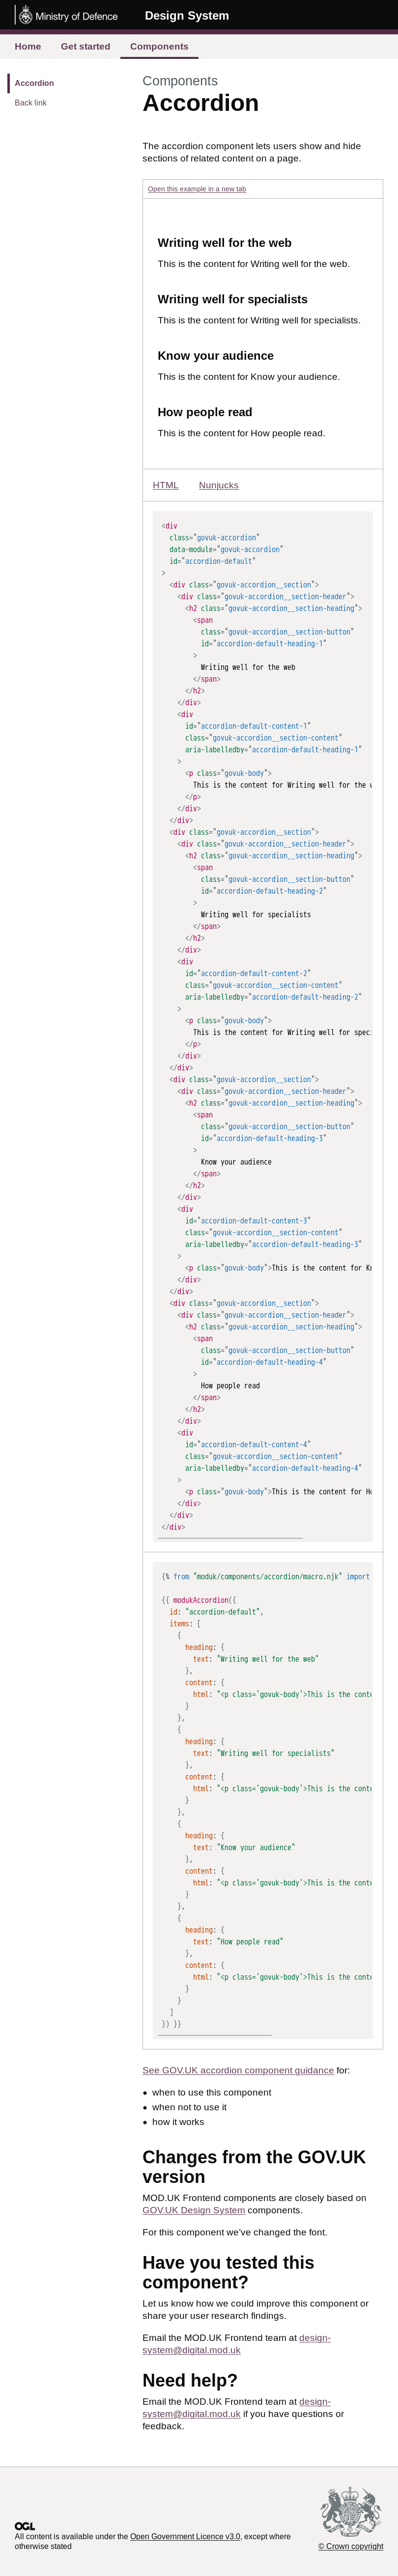 Ministry of Defence
Design System
Home
Get started
Components
Accordion
Back link
Components
Accordion
The accordion component lets users show and hide
sections of related content on a page.
Open this example in a new tab
Writing well for the web
This is the content for Writing well for the web.
Writing well for specialists
This is the content for Writing well for specialists.
Know your audience
This is the content for Know your audience.
How people read
This is the content for How people read.
HTML
Nunjucks
<div
  class="govuk-accordion"
  data-module="govuk-accordion"
  id="accordion-default"
>
  <div class="govuk-accordion__section">
    <div class="govuk-accordion__section-header">
      <h2 class="govuk-accordion__section-heading">
        <span
          class="govuk-accordion__section-button"
          id="accordion-default-heading-1"
        >
          Writing well for the web
        </span>
      </h2>
    </div>
    <div
      id="accordion-default-content-1"
      class="govuk-accordion__section-content"
      aria-labelledby="accordion-default-heading-1"
    >
      <p class="govuk-body">
        This is the content for Writing well for the w
      </p>
    </div>
  </div>
  <div class="govuk-accordion__section">
    <div class="govuk-accordion__section-header">
      <h2 class="govuk-accordion__section-heading">
        <span
          class="govuk-accordion__section-button"
          id="accordion-default-heading-2"
        >
          Writing well for specialists
        </span>
      </h2>
    </div>
    <div
      id="accordion-default-content-2"
      class="govuk-accordion__section-content"
      aria-labelledby="accordion-default-heading-2"
    >
      <p class="govuk-body">
        This is the content for Writing well for speci
      </p>
    </div>
  </div>
  <div class="govuk-accordion__section">
    <div class="govuk-accordion__section-header">
      <h2 class="govuk-accordion__section-heading">
        <span
          class="govuk-accordion__section-button"
          id="accordion-default-heading-3"
        >
          Know your audience
        </span>
      </h2>
    </div>
    <div
      id="accordion-default-content-3"
      class="govuk-accordion__section-content"
      aria-labelledby="accordion-default-heading-3"
    >
      <p class="govuk-body">This is the content for Kn
    </div>
  </div>
  <div class="govuk-accordion__section">
    <div class="govuk-accordion__section-header">
      <h2 class="govuk-accordion__section-heading">
        <span
          class="govuk-accordion__section-button"
          id="accordion-default-heading-4"
        >
          How people read
        </span>
      </h2>
    </div>
    <div
      id="accordion-default-content-4"
      class="govuk-accordion__section-content"
      aria-labelledby="accordion-default-heading-4"
    >
      <p class="govuk-body">This is the content for Ho
    </div>
  </div>
</div>
{% from "moduk/components/accordion/macro.njk" import
{{ modukAccordion({
  id: "accordion-default",
  items: [
    {
      heading: {
        text: "Writing well for the web"
      },
      content: {
        html: "<p class='govuk-body'>This is the conte
      }
    },
    {
      heading: {
        text: "Writing well for specialists"
      },
      content: {
        html: "<p class='govuk-body'>This is the conte
      }
    },
    {
      heading: {
        text: "Know your audience"
      },
      content: {
        html: "<p class='govuk-body'>This is the conte
      }
    },
    {
      heading: {
        text: "How people read"
      },
      content: {
        html: "<p class='govuk-body'>This is the conte
      }
    }
  ]
}) }}
See GOV.UK accordion component guidance for:
• when to use this component
• when not to use it
• how it works
Changes from the GOV.UK
version
MOD.UK Frontend components are closely based on
GOV.UK Design System components.
For this component we've changed the font.
Have you tested this
component?
Let us know how we could improve this component or
share your user research findings.
Email the MOD.UK Frontend team at design-
system@digital.mod.uk
Need help?
Email the MOD.UK Frontend team at design-
system@digital.mod.uk if you have questions or
feedback.
OGL
All content is available under the Open Government Licence v3.0, except where
otherwise stated
© Crown copyright